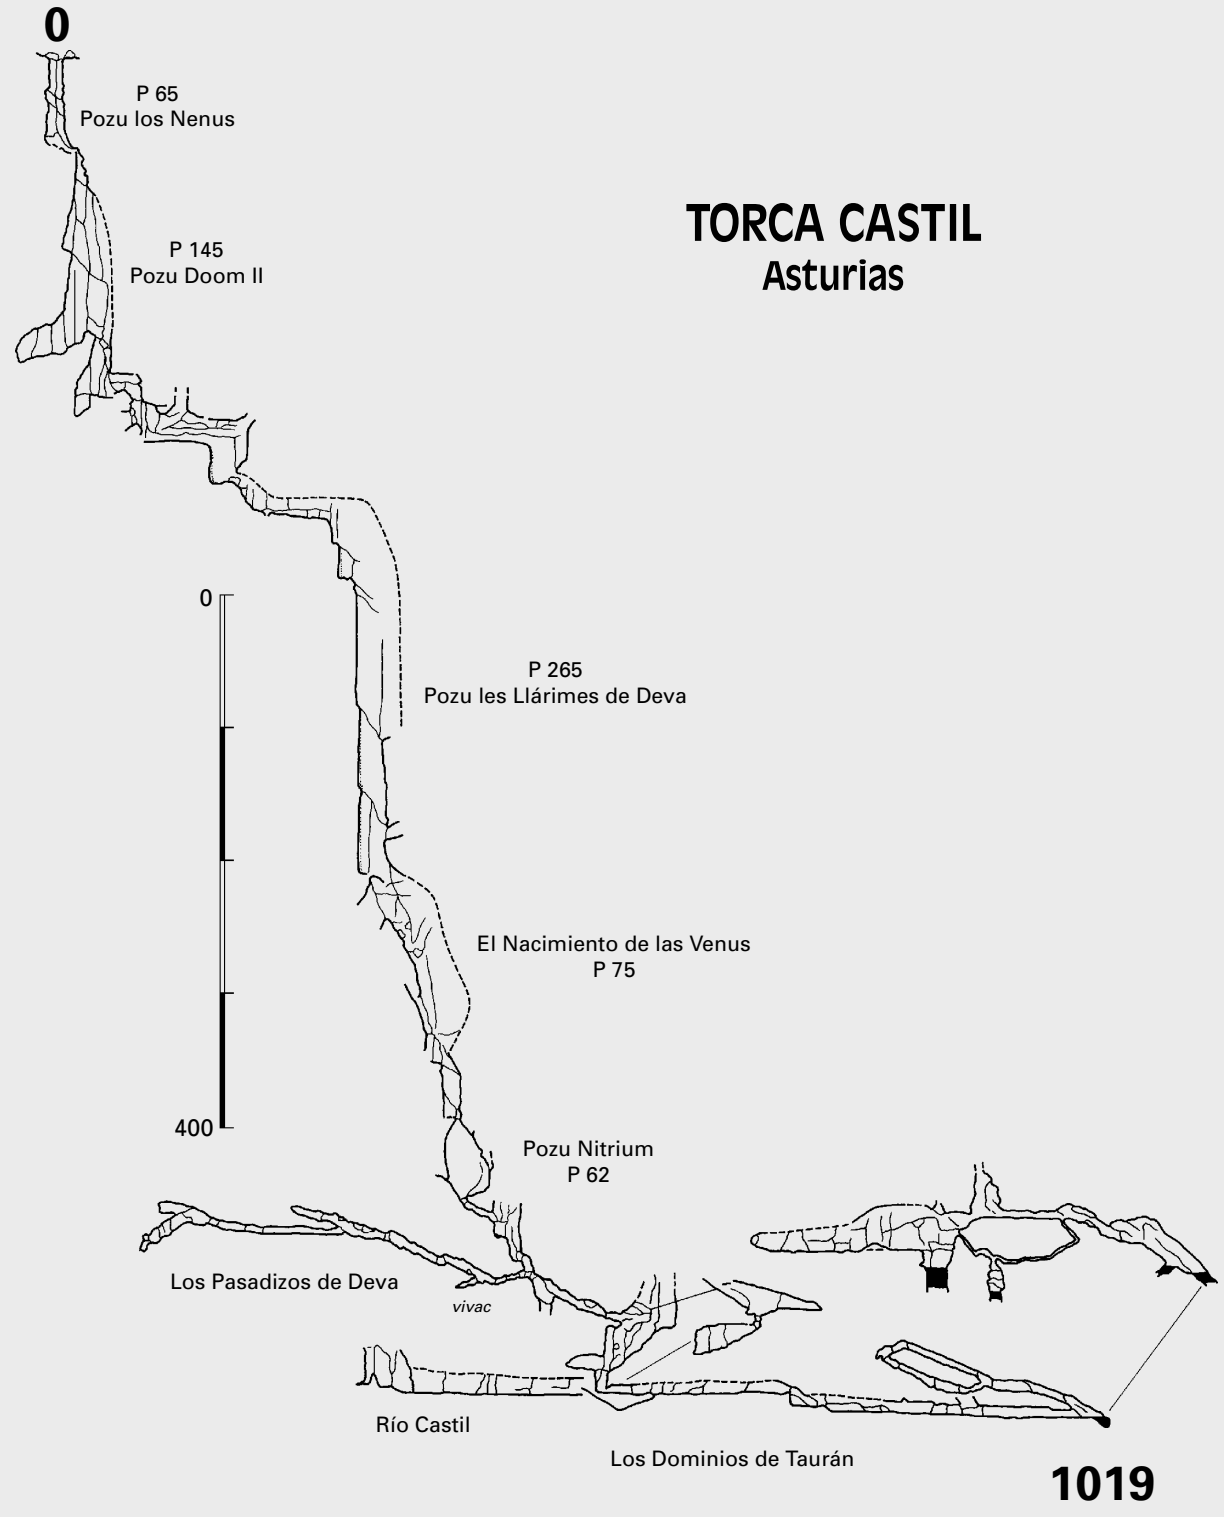 0
P 65
Pozu los Nenus
TORCA CASTIL
Asturias
P 145
Pozu Doom II
0
P 265
Pozu les Llárimes de Deva
El Nacimiento de las Venus
P 75
400
Pozu Nitrium
P 62
Los Pasadizos de Deva
vivac
Río Castil
Los Dominios de Taurán
1019